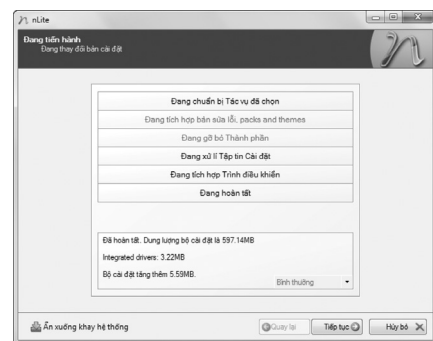 nLite
Đang tiến hành
Đang thay đổi bản cài đặt
Đang chuẩn bị Tác vụ đã chọn
Đang tích hợp bản sửa lỗi, packs and themes
Đang gỡ bỏ Thành phần
Đang xử lí Tập tin Cài đặt
Đang tích hợp Trình điều khiển
Đang hoàn tất
Đã hoàn tất. Dung lượng bộ cài đặt là 597.14MB
Integrated drivers: 3.22MB
Bộ cài đặt tăng thêm 5.59MB.
Bình thường
Ẩn xuống khay hệ thống
Quay lại
Tiếp tục
Hủy bỏ